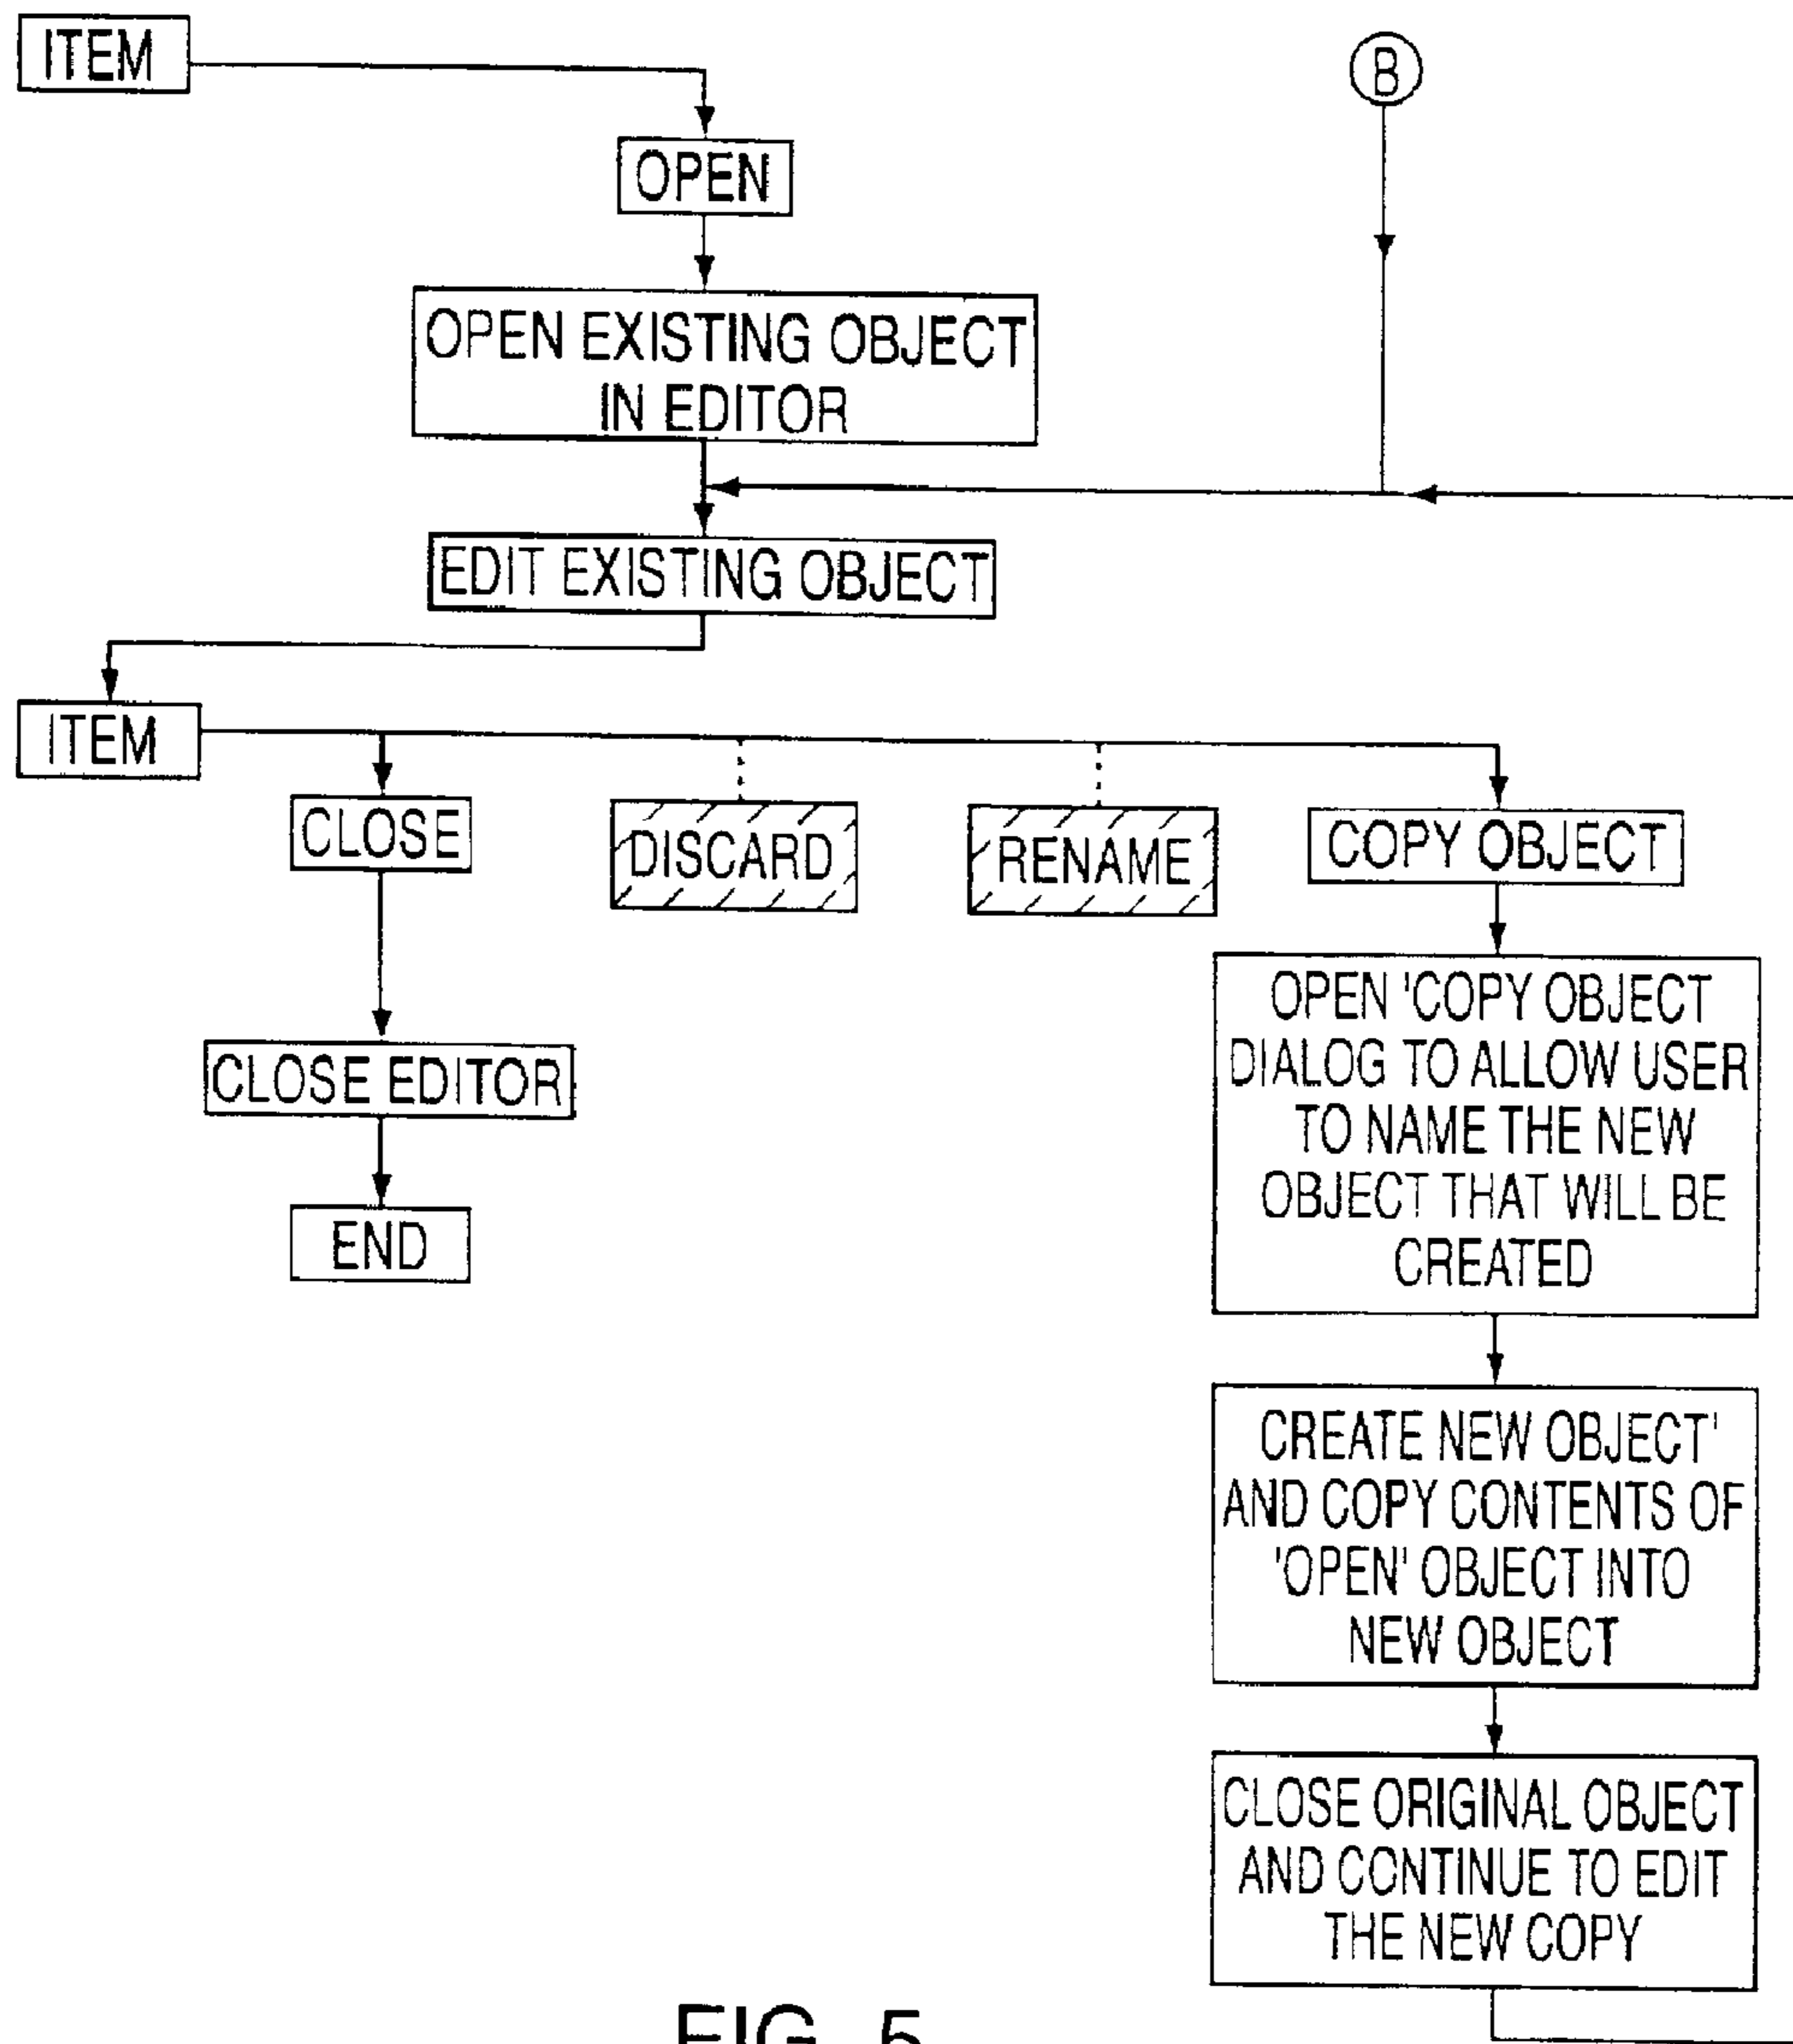 ITEM
B
OPEN
OPEN EXISTING OBJECT
IN EDITOR
EDIT EXISTING OBJECT
ITEM
CLOSE
DISCARD
RENAME
COPY OBJECT
CLOSE EDITOR
END
OPEN 'COPY OBJECT
DIALOG TO ALLOW USER
TO NAME THE NEW
OBJECT THAT WILL BE
CREATED
CREATE NEW OBJECT'
AND COPY CONTENTS OF
'OPEN' OBJECT INTO
NEW OBJECT
CLOSE ORIGINAL OBJECT
AND CONTINUE TO EDIT
THE NEW COPY
FIG. 5